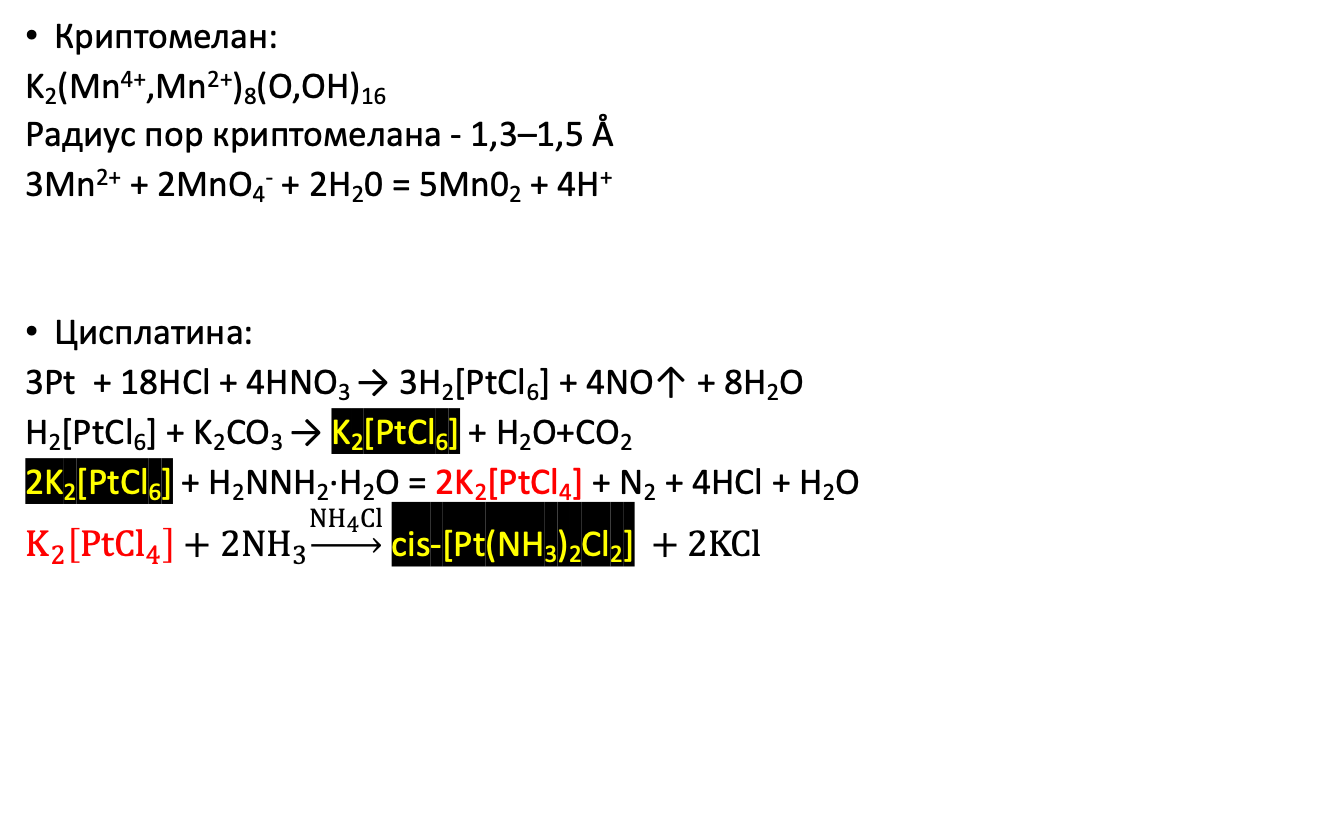 • Криптомелан:
K₂(Mn⁴⁺,Mn²⁺)₈(O,OH)₁₆
Радиус пор криптомелана - 1,3–1,5 Å
3Mn²⁺ + 2MnO₄⁻ + 2H₂0 = 5Mn0₂ + 4H⁺
• Цисплатина:
3Pt + 18HCl + 4HNO₃ → 3H₂[PtCl₆] + 4NO↑ + 8H₂O
H₂[PtCl₆] + K₂CO₃ → K₂[PtCl₆] + H₂O+CO₂
2K₂[PtCl₆] + H₂NNH₂·H₂O = 2K₂[PtCl₄] + N₂ + 4HCl + H₂O
NH₄Cl
K₂[PtCl₄] + 2NH₃ → cis-[Pt(NH₃)₂Cl₂] + 2KCl